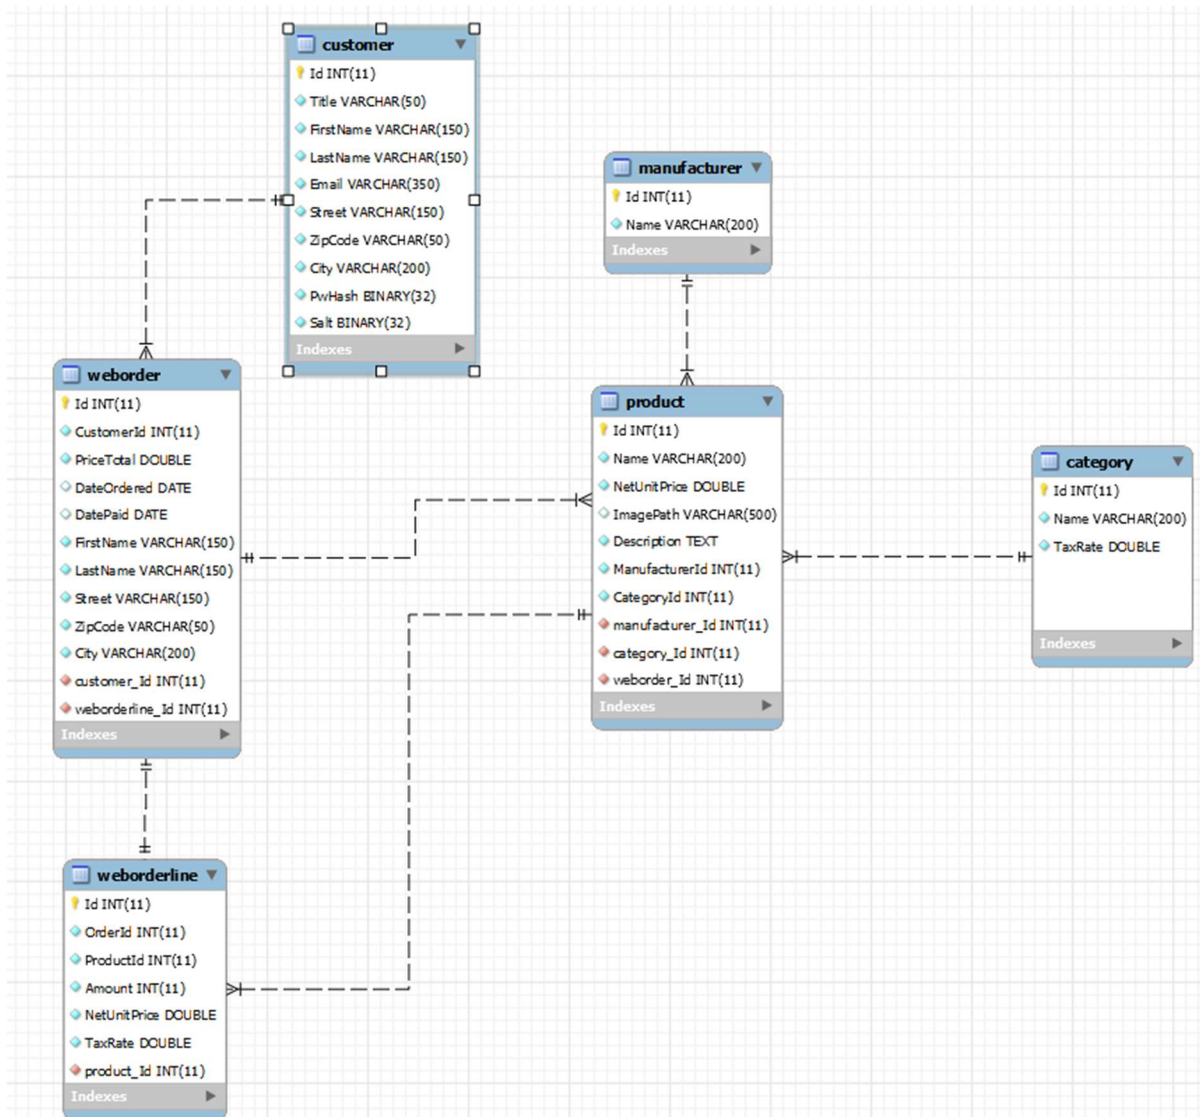 customer
Id INT(11)
Title VARCHAR(50)
FirstName VARCHAR(150)
LastName VARCHAR(150)
Email VARCHAR(350)
Street VARCHAR(150)
ZipCode VARCHAR(50)
City VARCHAR(200)
PwHash BINARY(32)
Salt BINARY(32)
Indexes
manufacturer
Id INT(11)
Name VARCHAR(200)
Indexes
weborder
Id INT(11)
CustomerId INT(11)
PriceTotal DOUBLE
DateOrdered DATE
DatePaid DATE
FirstName VARCHAR(150)
LastName VARCHAR(150)
Street VARCHAR(150)
ZipCode VARCHAR(50)
City VARCHAR(200)
customer_Id INT(11)
weborderline_Id INT(11)
Indexes
product
Id INT(11)
Name VARCHAR(200)
NetUnitPrice DOUBLE
ImagePath VARCHAR(500)
Description TEXT
ManufacturerId INT(11)
CategoryId INT(11)
manufacturer_Id INT(11)
category_Id INT(11)
weborder_Id INT(11)
Indexes
category
Id INT(11)
Name VARCHAR(200)
TaxRate DOUBLE
Indexes
weborderline
Id INT(11)
OrderId INT(11)
ProductId INT(11)
Amount INT(11)
NetUnitPrice DOUBLE
TaxRate DOUBLE
product_Id INT(11)
Indexes